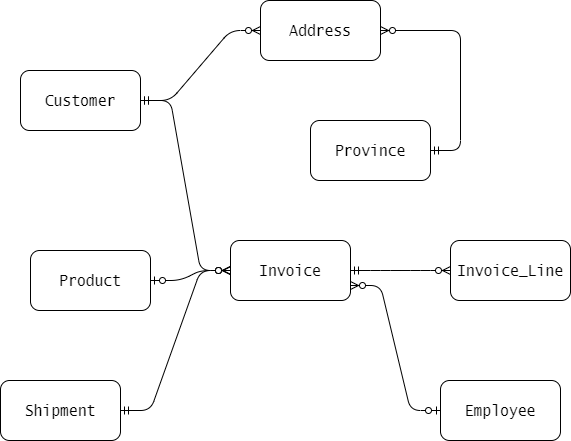 Address
Customer
Province
Product
Invoice
Invoice_Line
Shipment
Employee